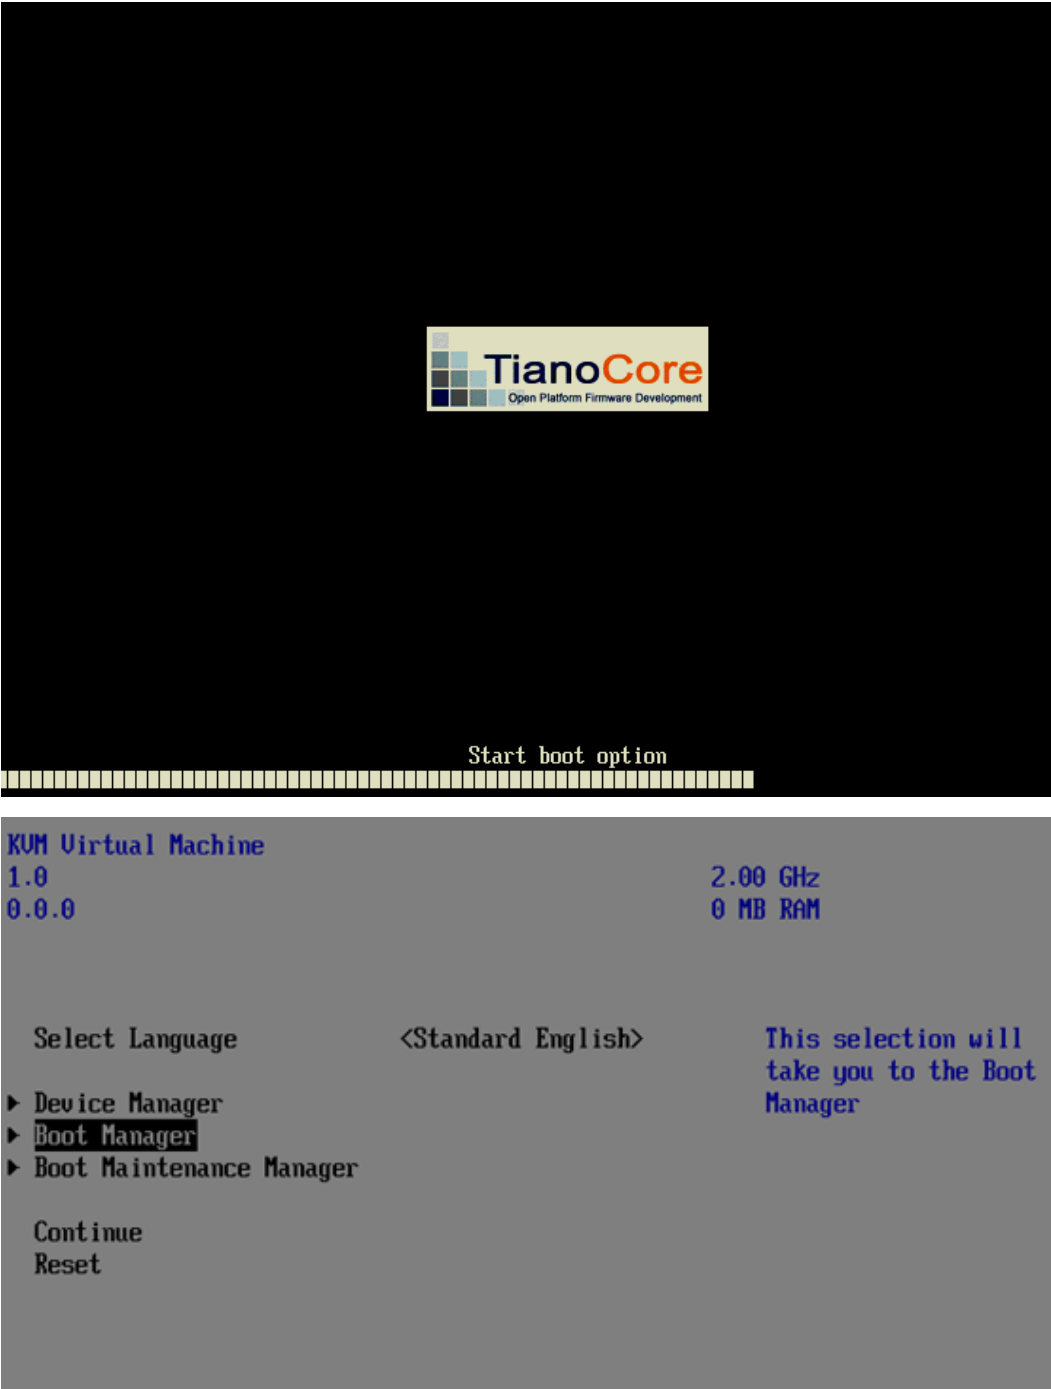 TianoCore
Open Platform Firmware Development
Start boot option
KVM Virtual Machine
1.0 2.00 GHz
0.0.0 0 MB RAM
Select Language <Standard English> This selection will
take you to the Boot
Device Manager Manager
Boot Manager
Boot Maintenance Manager
Continue
Reset